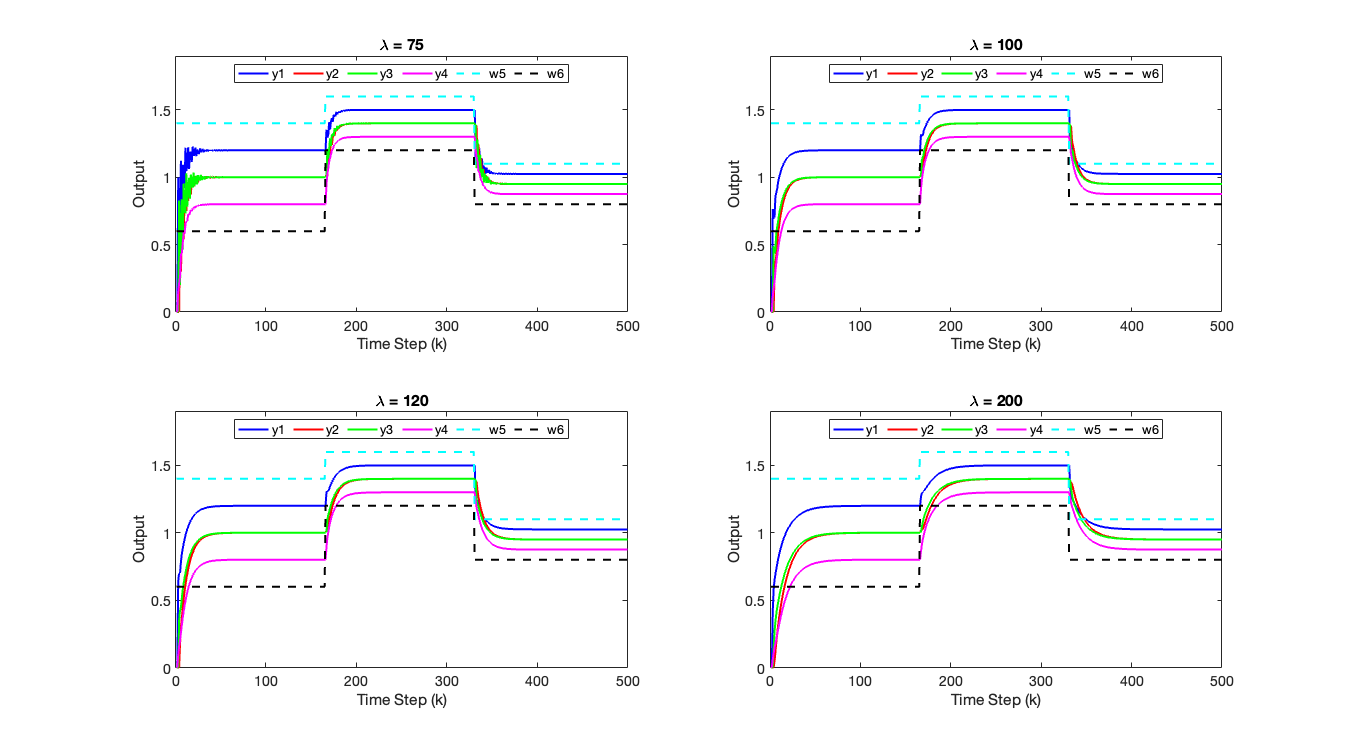 λ = 75
y1 y2 y3 y4 w5 w6
1.5
1
0.5
0
Output
0 100 200 300 400 500
Time Step (k)
λ = 100
y1 y2 y3 y4 w5 w6
1.5
1
0.5
0
Output
0 100 200 300 400 500
Time Step (k)
λ = 120
y1 y2 y3 y4 w5 w6
1.5
1
0.5
0
Output
0 100 200 300 400 500
Time Step (k)
λ = 200
y1 y2 y3 y4 w5 w6
1.5
1
0.5
0
Output
0 100 200 300 400 500
Time Step (k)